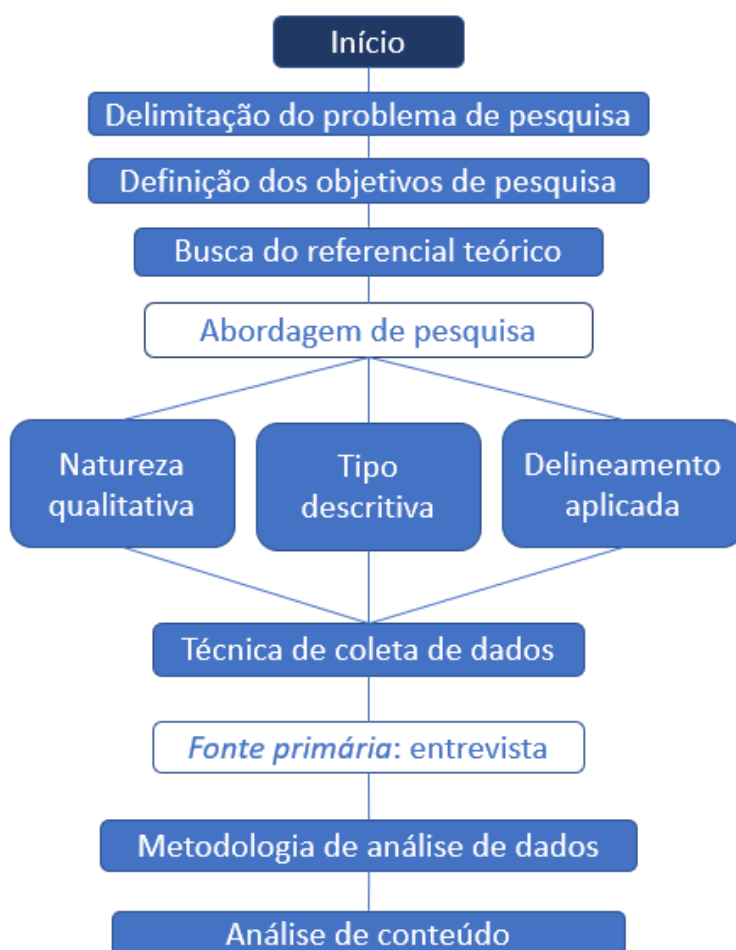 Início
Delimitação do problema de pesquisa
Definição dos objetivos de pesquisa
Busca do referencial teórico
Abordagem de pesquisa
Natureza
qualitativa
Tipo
descritiva
Delineamento
aplicada
Técnica de coleta de dados
Fonte primária: entrevista
Metodologia de análise de dados
Análise de conteúdo